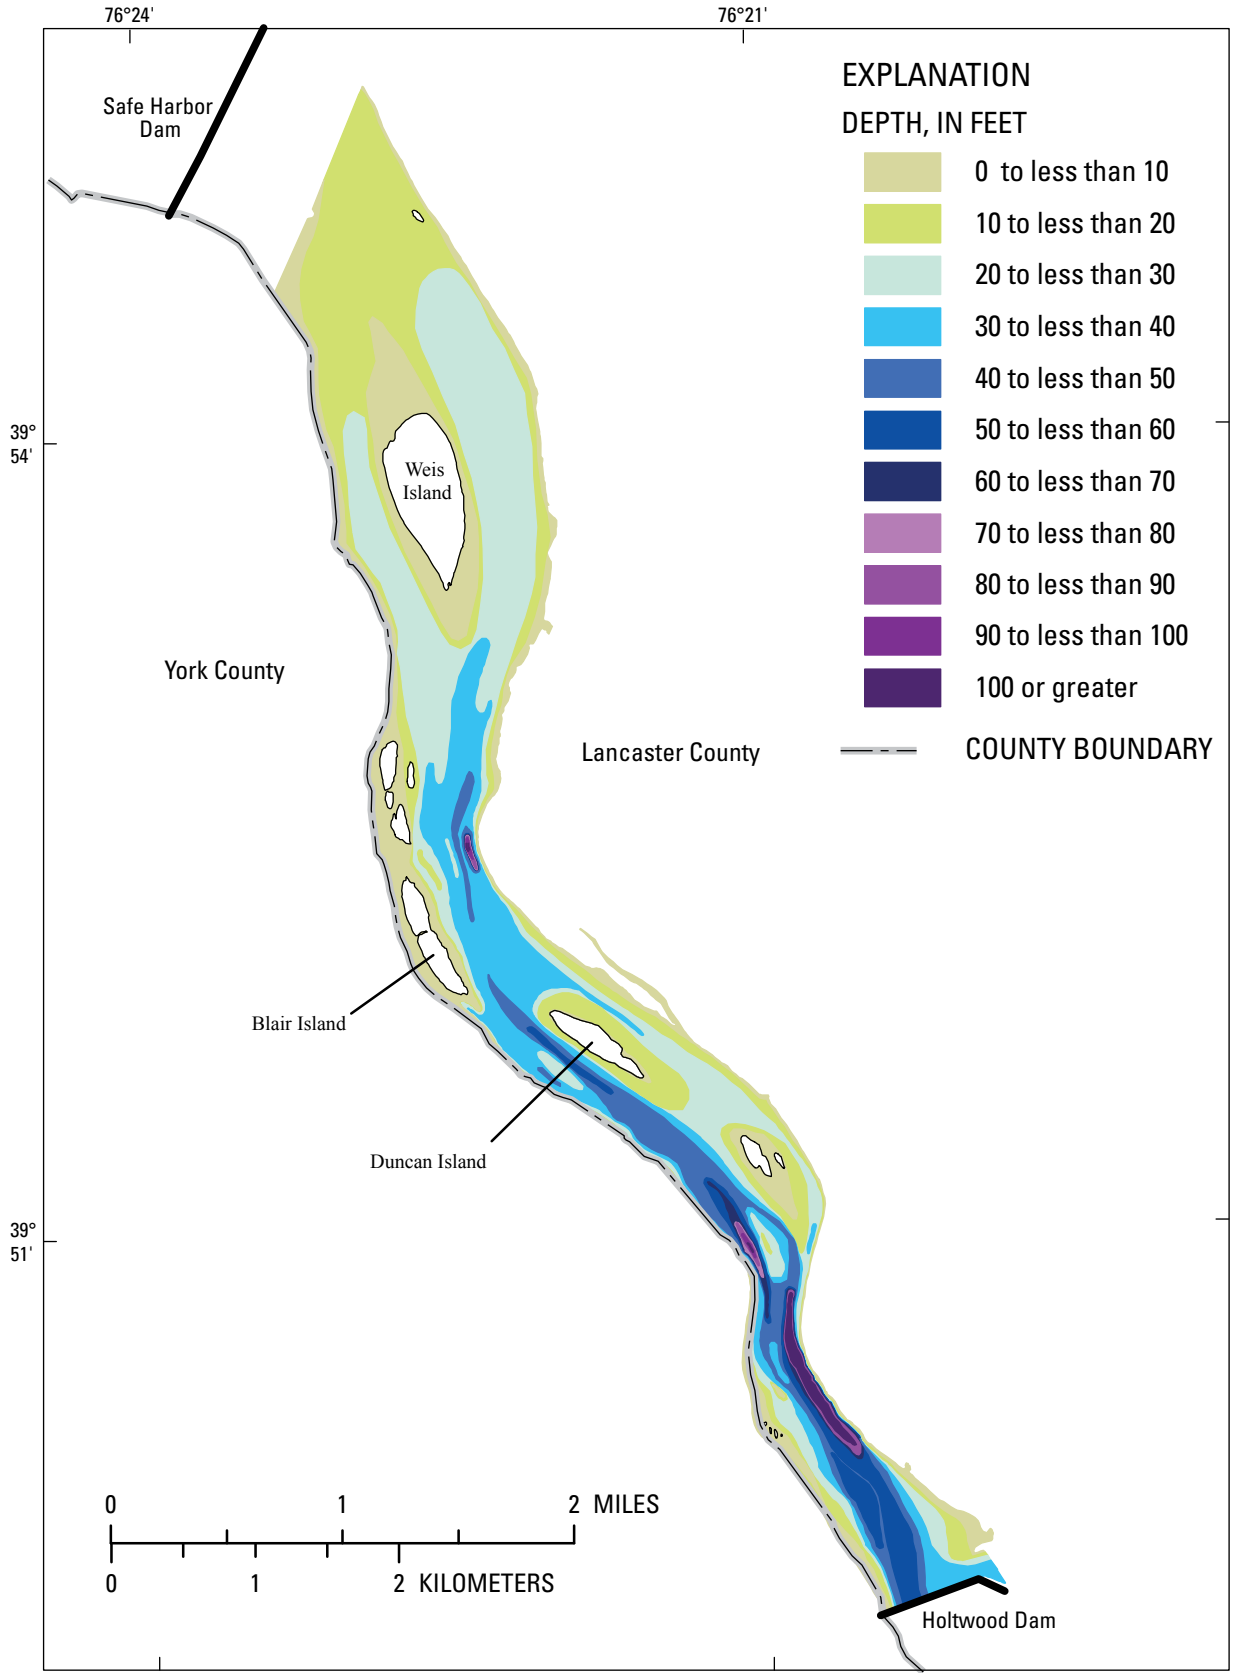 76°24'
76°21'
EXPLANATION
DEPTH, IN FEET
0 to less than 10
10 to less than 20
20 to less than 30
30 to less than 40
40 to less than 50
50 to less than 60
60 to less than 70
70 to less than 80
80 to less than 90
90 to less than 100
100 or greater
COUNTY BOUNDARY
Safe Harbor
Dam
39°
54'
Weis
Island
York County
Lancaster County
Blair Island
Duncan Island
39°
51'
0 1 2 MILES
0 1 2 KILOMETERS
Holtwood Dam